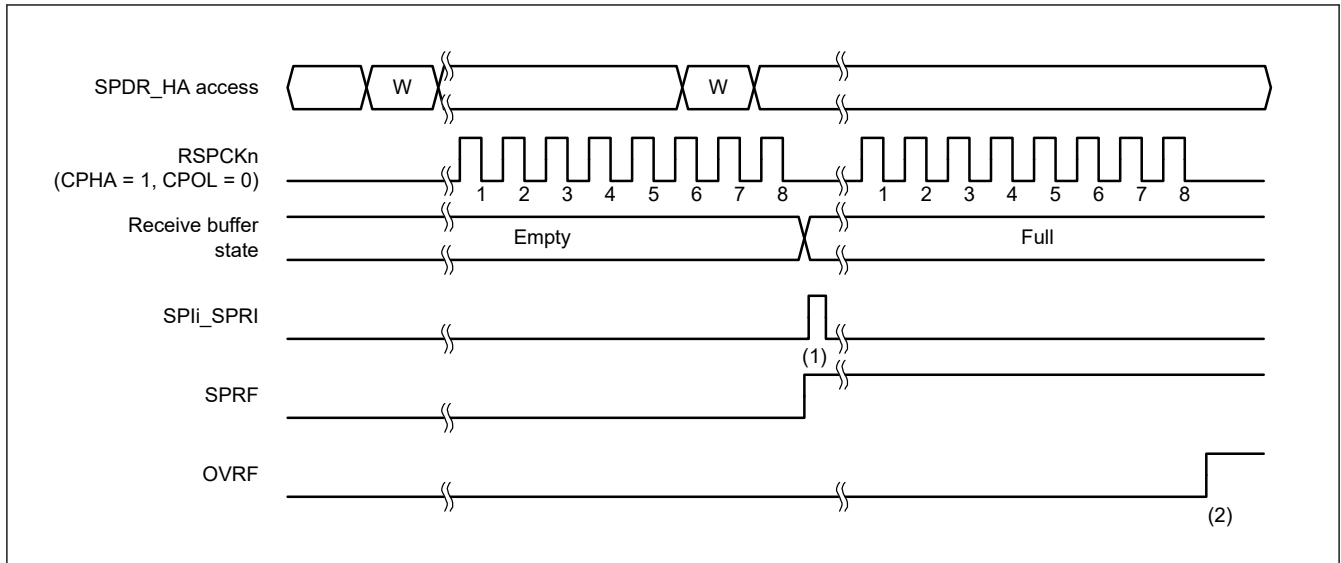 SPDR_HA access
W
W
RSPCKn
(CPHA = 1, CPOL = 0)
1 2 3 4 5 6 7 8
1 2 3 4 5 6 7 8
Receive buffer
state
Empty
Full
SPIi_SPRI
(1)
SPRF
OVRF
(2)